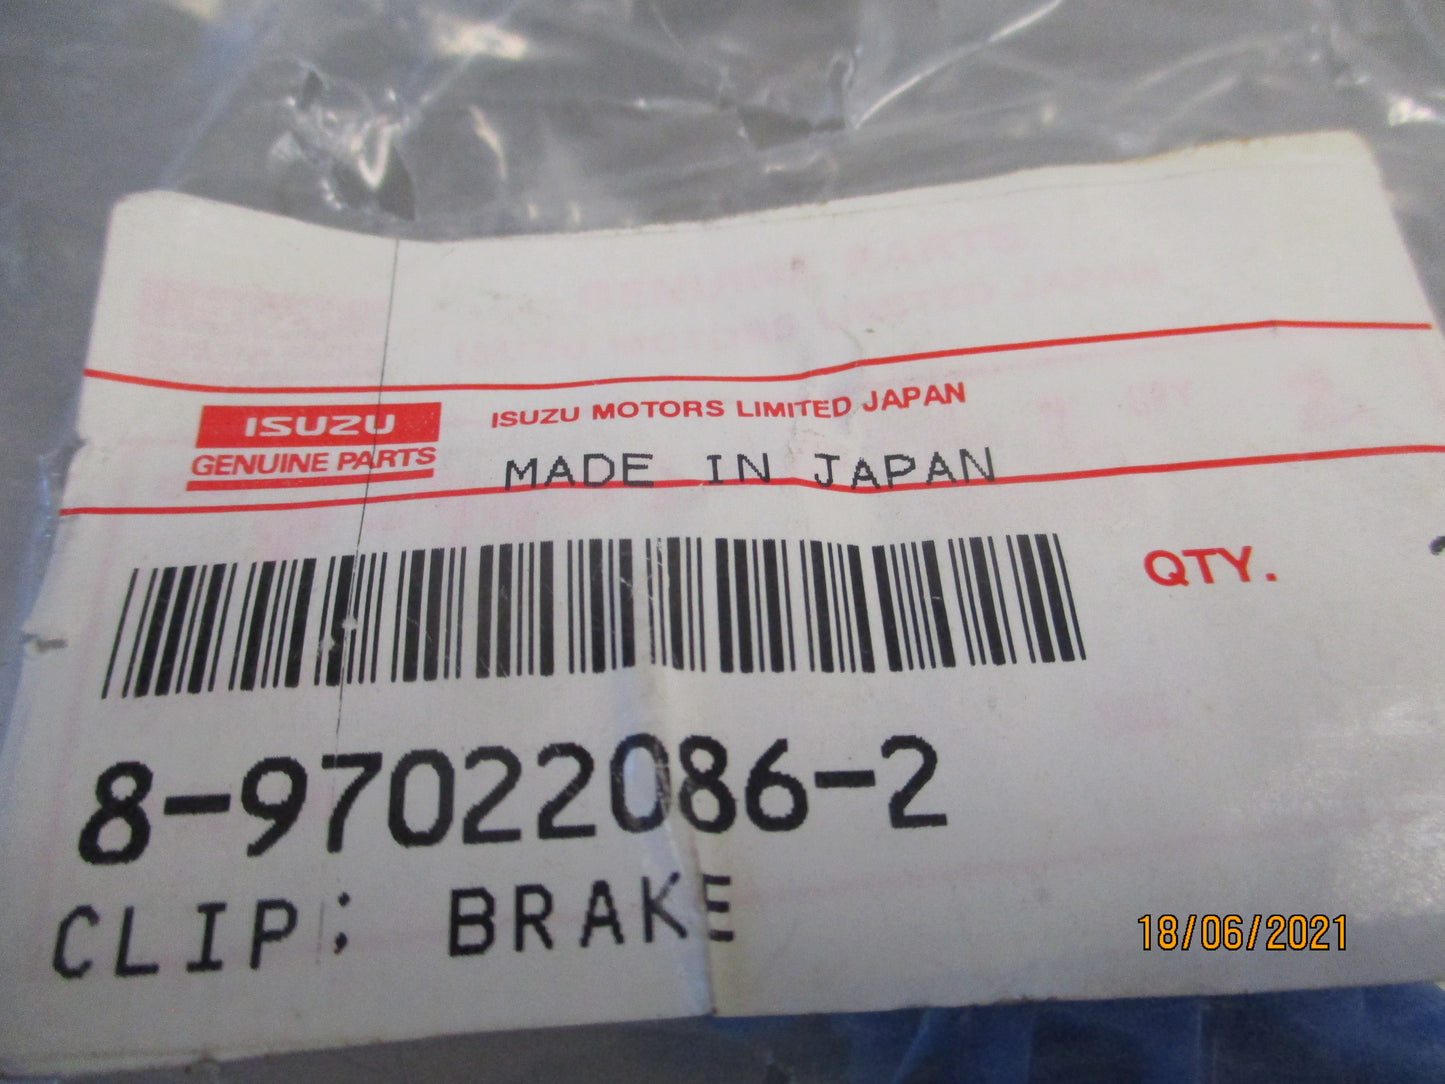 ISUZU
GENUINE PARTS
ISUZU MOTORS LIMITED JAPAN
MADE IN JAPAN
QTY.
8-97022086-2
CLIP; BRAKE
18/06/2021